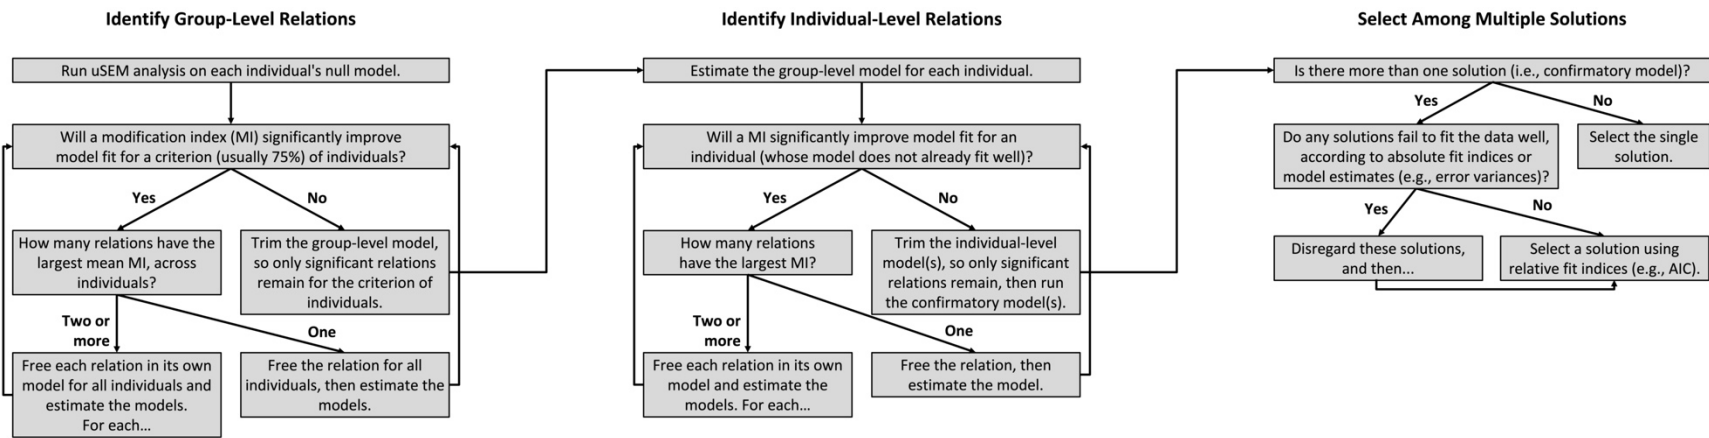 Identify Group-Level Relations
Run uSEM analysis on each individual's null model.
Will a modification index (MI) significantly improve
model fit for a criterion (usually 75%) of individuals?
Yes
No
How many relations have the
largest mean MI, across
individuals?
Trim the group-level model,
so only significant relations
remain for the criterion of
individuals.
Two or
more
One
Free each relation in its own
model for all individuals and
estimate the models.
For each...
Free the relation for all
individuals, then estimate the
models.
Identify Individual-Level Relations
Estimate the group-level model for each individual.
Will a MI significantly improve model fit for an
individual (whose model does not already fit well)?
Yes
No
How many relations
have the largest MI?
Trim the individual-level
model(s), so only significant
relations remain, then run
the confirmatory model(s).
Two or
more
One
Free each relation in its own
model and estimate the
models. For each...
Free the relation, then
estimate the model.
Select Among Multiple Solutions
Is there more than one solution (i.e., confirmatory model)?
Yes
No
Do any solutions fail to fit the data well,
according to absolute fit indices or
model estimates (e.g., error variances)?
Select the single
solution.
Yes
No
Disregard these solutions,
and then...
Select a solution using
relative fit indices (e.g., AIC).